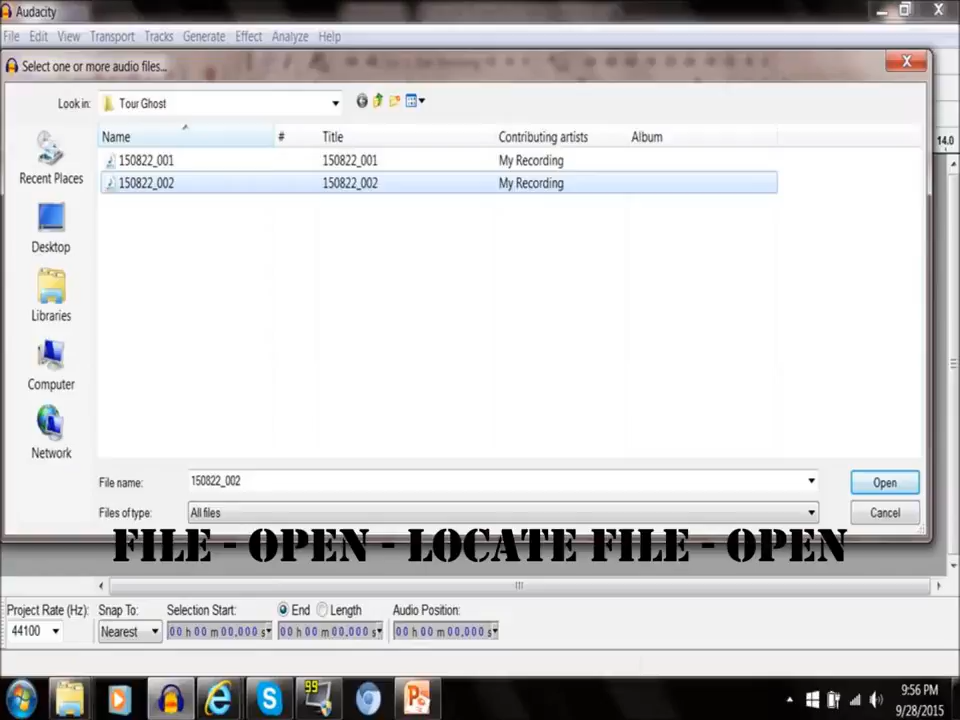 Audacity
File Edit View Transport Tracks Generate Effect Analyze Help
Select one or more audio files...
Look in: Tour Ghost
14.0
Name # Title Contributing artists Album
150822_001 150822_001 My Recording
150822_002 150822_002 My Recording
Recent Places
Desktop
Libraries
Computer
Network
File name: 150822_002 Open
Files of type: All files Cancel
FILE - OPEN - LOCATE FILE - OPEN
Project Rate (Hz): Snap To: Selection Start: End Length Audio Position:
44100 Nearest 00 h 00 m 00.000 s 00 h 00 m 00.000 s 00 h 00 m 00.000 s
99
9:56 PM
9/28/2015